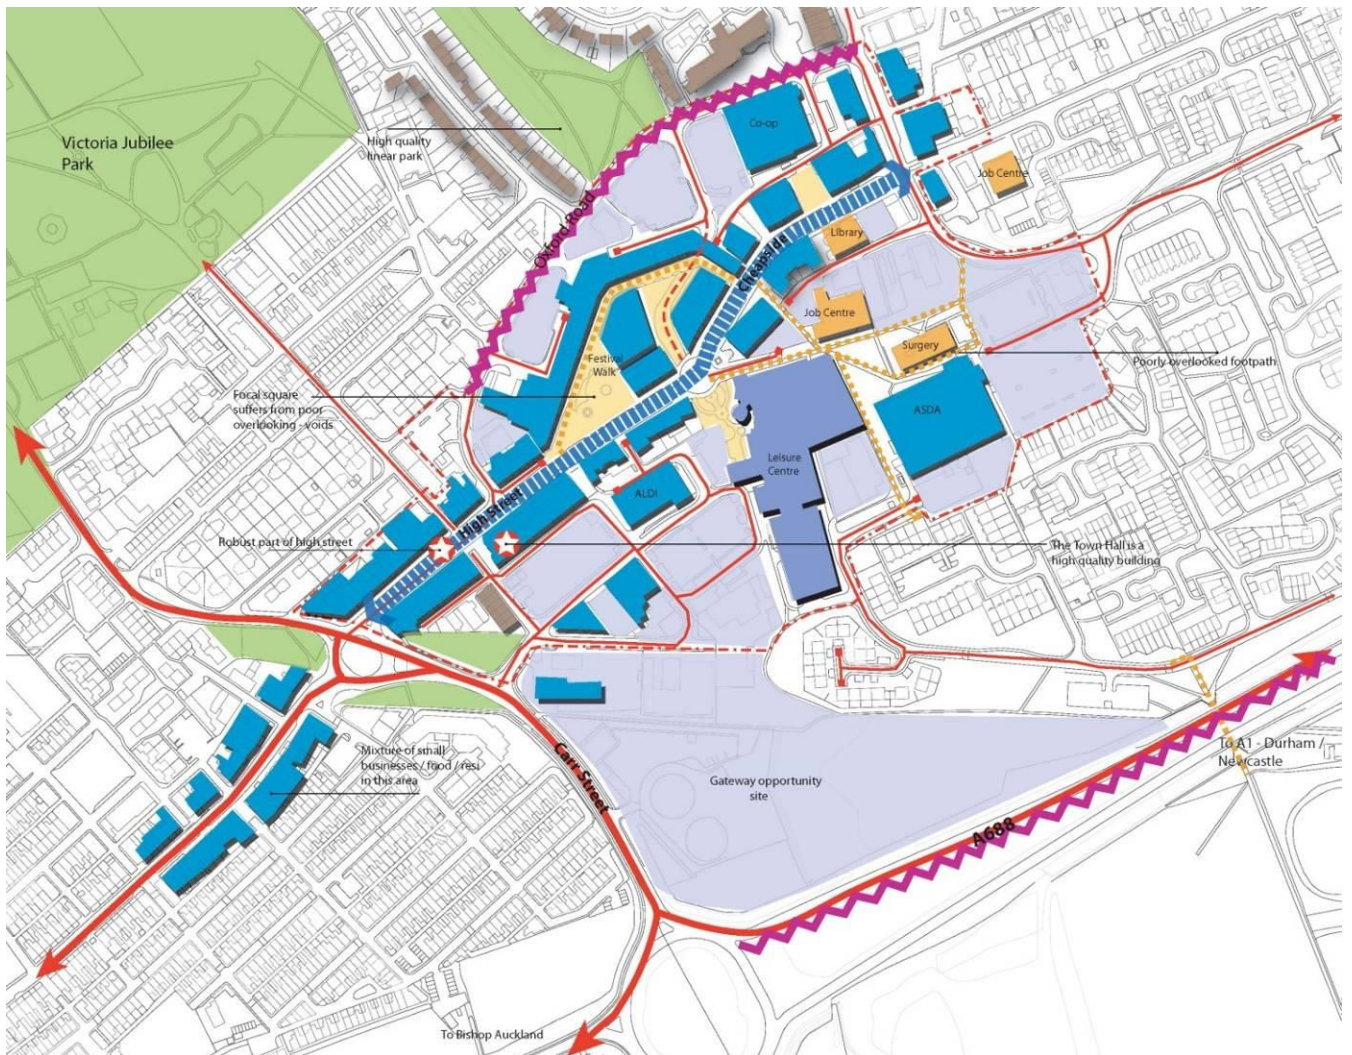 Victoria Jubilee
Park
High quality
linear park
Co-op
Job Centre
Oxford Road
Library
Cheapside
Job Centre
Surgery
Poorly overlooked footpath
Festival
Walk
Focal square
suffers from poor
overlooking - voids
ASDA
Leisure
Centre
ALDI
High Street
Robust part of high street
The Town Hall is a
high quality building
Mixture of small
businesses / food / resi
in this area
Carr Street
Gateway opportunity
site
To A1 - Durham /
Newcastle
A688
To Bishop Auckland